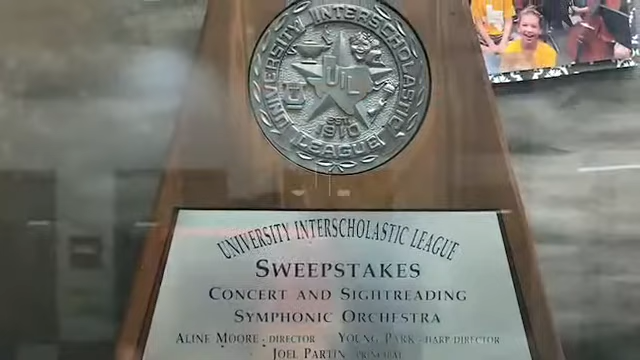 UNIVERSITY INTERSCHOLASTIC LEAGUE
UIL
EST.
1910
UNIVERSITY INTERSCHOLASTIC LEAGUE
SWEEPSTAKES
CONCERT AND SIGHTREADING
SYMPHONIC ORCHESTRA
ALINE MOORE - DIRECTOR YOUNG PARK - HARP DIRECTOR
JOEL PARTIN - PRINCIPAL